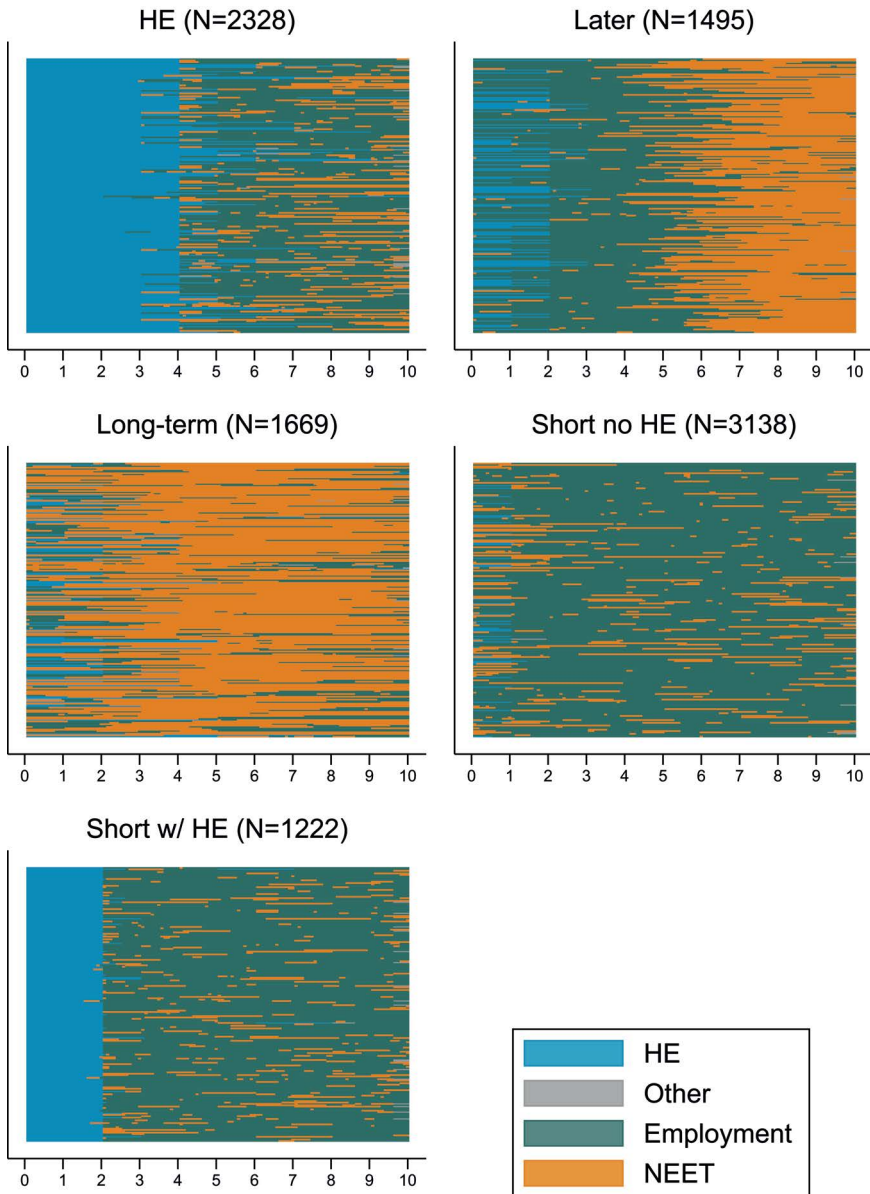 HE (N=2328)
Later (N=1495)
0 1 2 3 4 5 6 7 8 9 10
0 1 2 3 4 5 6 7 8 9 10
Long-term (N=1669)
Short no HE (N=3138)
0 1 2 3 4 5 6 7 8 9 10
0 1 2 3 4 5 6 7 8 9 10
Short w/ HE (N=1222)
0 1 2 3 4 5 6 7 8 9 10
HE
Other
Employment
NEET